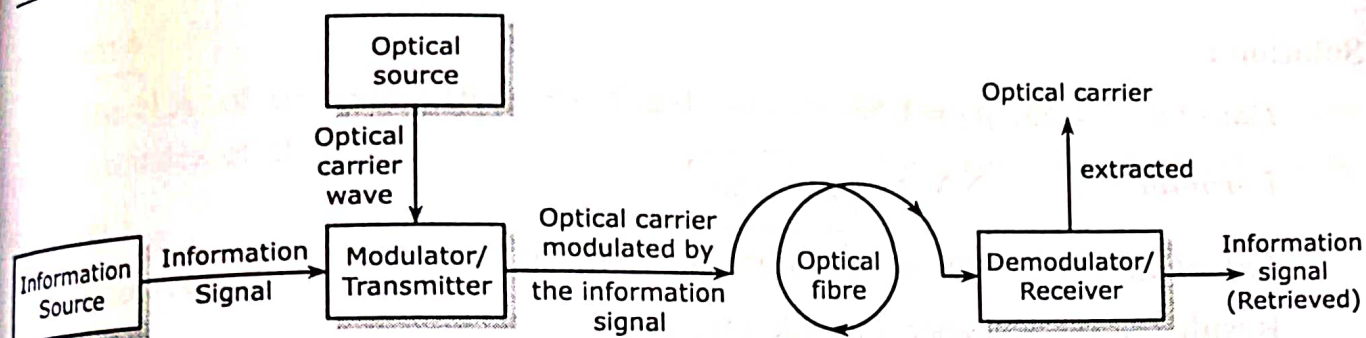 Optical
source
Optical carrier
Optical
carrier
wave
extracted
Information
Source
Information
Signal
Modulator/
Transmitter
Optical carrier
modulated by
the information
signal
Optical
fibre
Demodulator/
Receiver
Information
signal
(Retrieved)